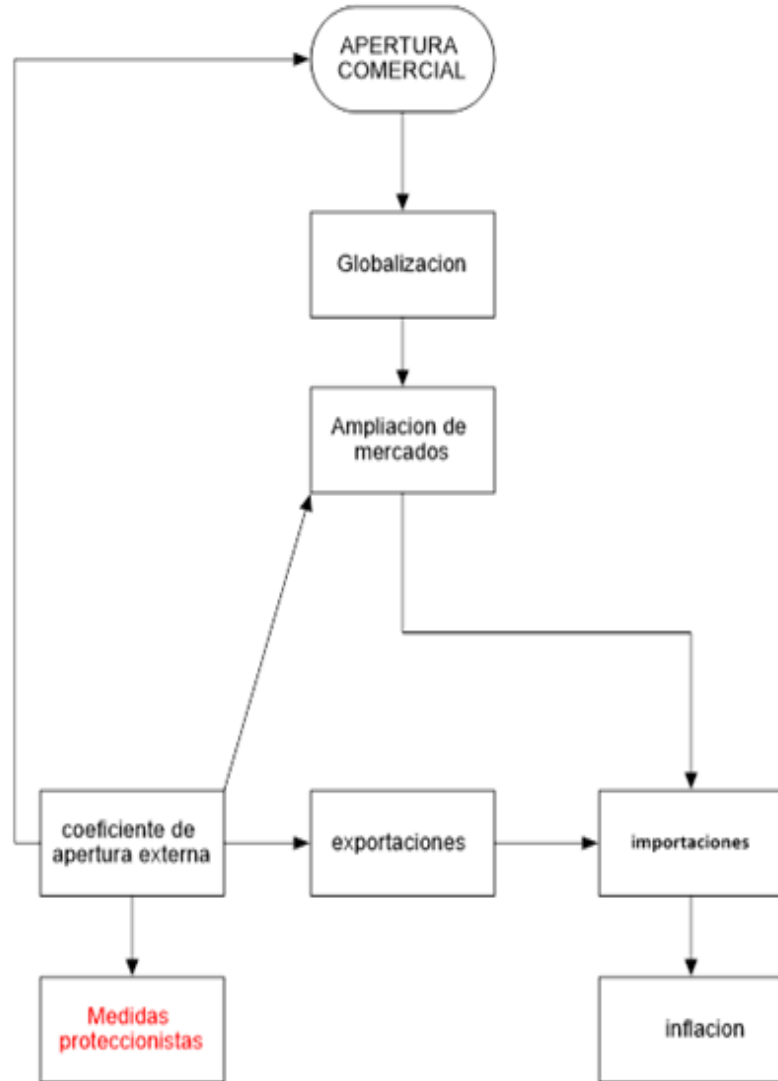 APERTURA
COMERCIAL
Globalizacion
Ampliacion de
mercados
coeficiente de
apertura externa
exportaciones
importaciones
Medidas
proteccionistas
inflacion